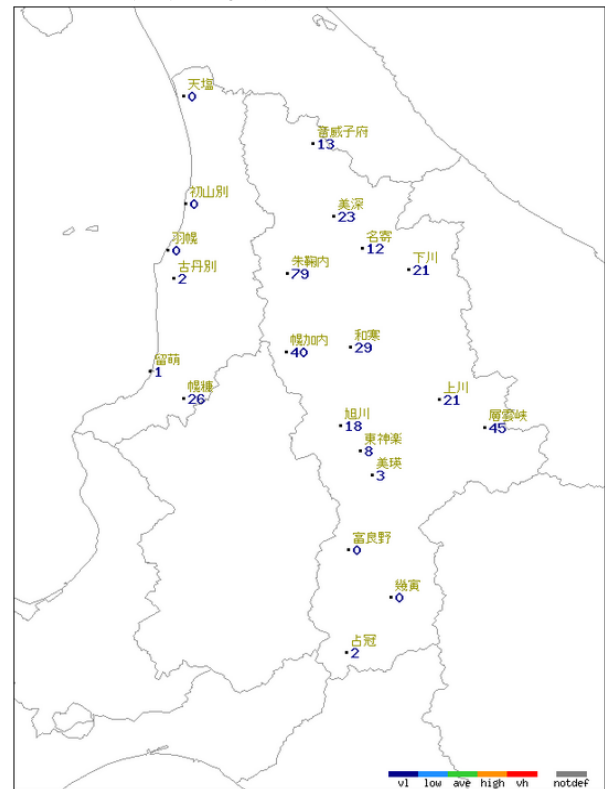 天塩
0
音威子府
13
初山別
0
美深
23
名寄
12
羽幌
0
下川
21
朱鞠内
79
古丹別
2
幌加内
40
和寒
29
留萌
1
幌糠
26
上川
21
層雲峡
45
旭川
18
東神楽
8
美瑛
3
富良野
0
幾寅
0
占冠
2
vl low ave high vh notdef